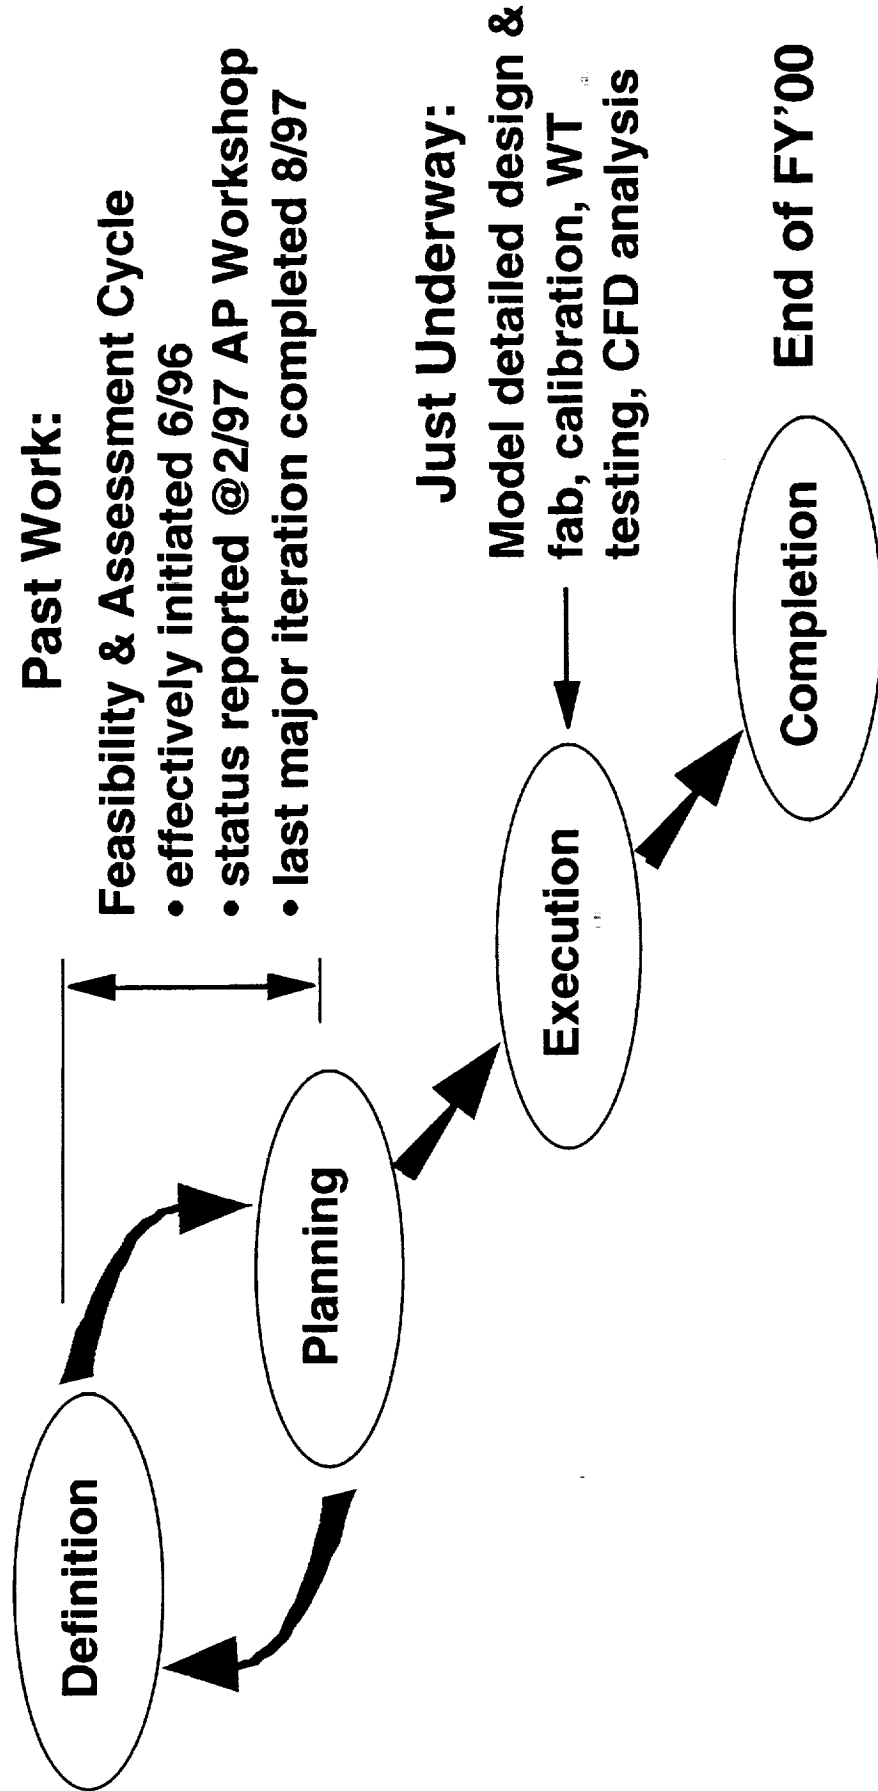 Past Work:
Feasibility & Assessment Cycle
• effectively initiated 6/96
• status reported @2/97 AP Workshop
• last major iteration completed 8/97
Definition
Planning
Just Underway:
Model detailed design &
fab, calibration, WT
testing, CFD analysis
Execution
Completion
End of FY'00